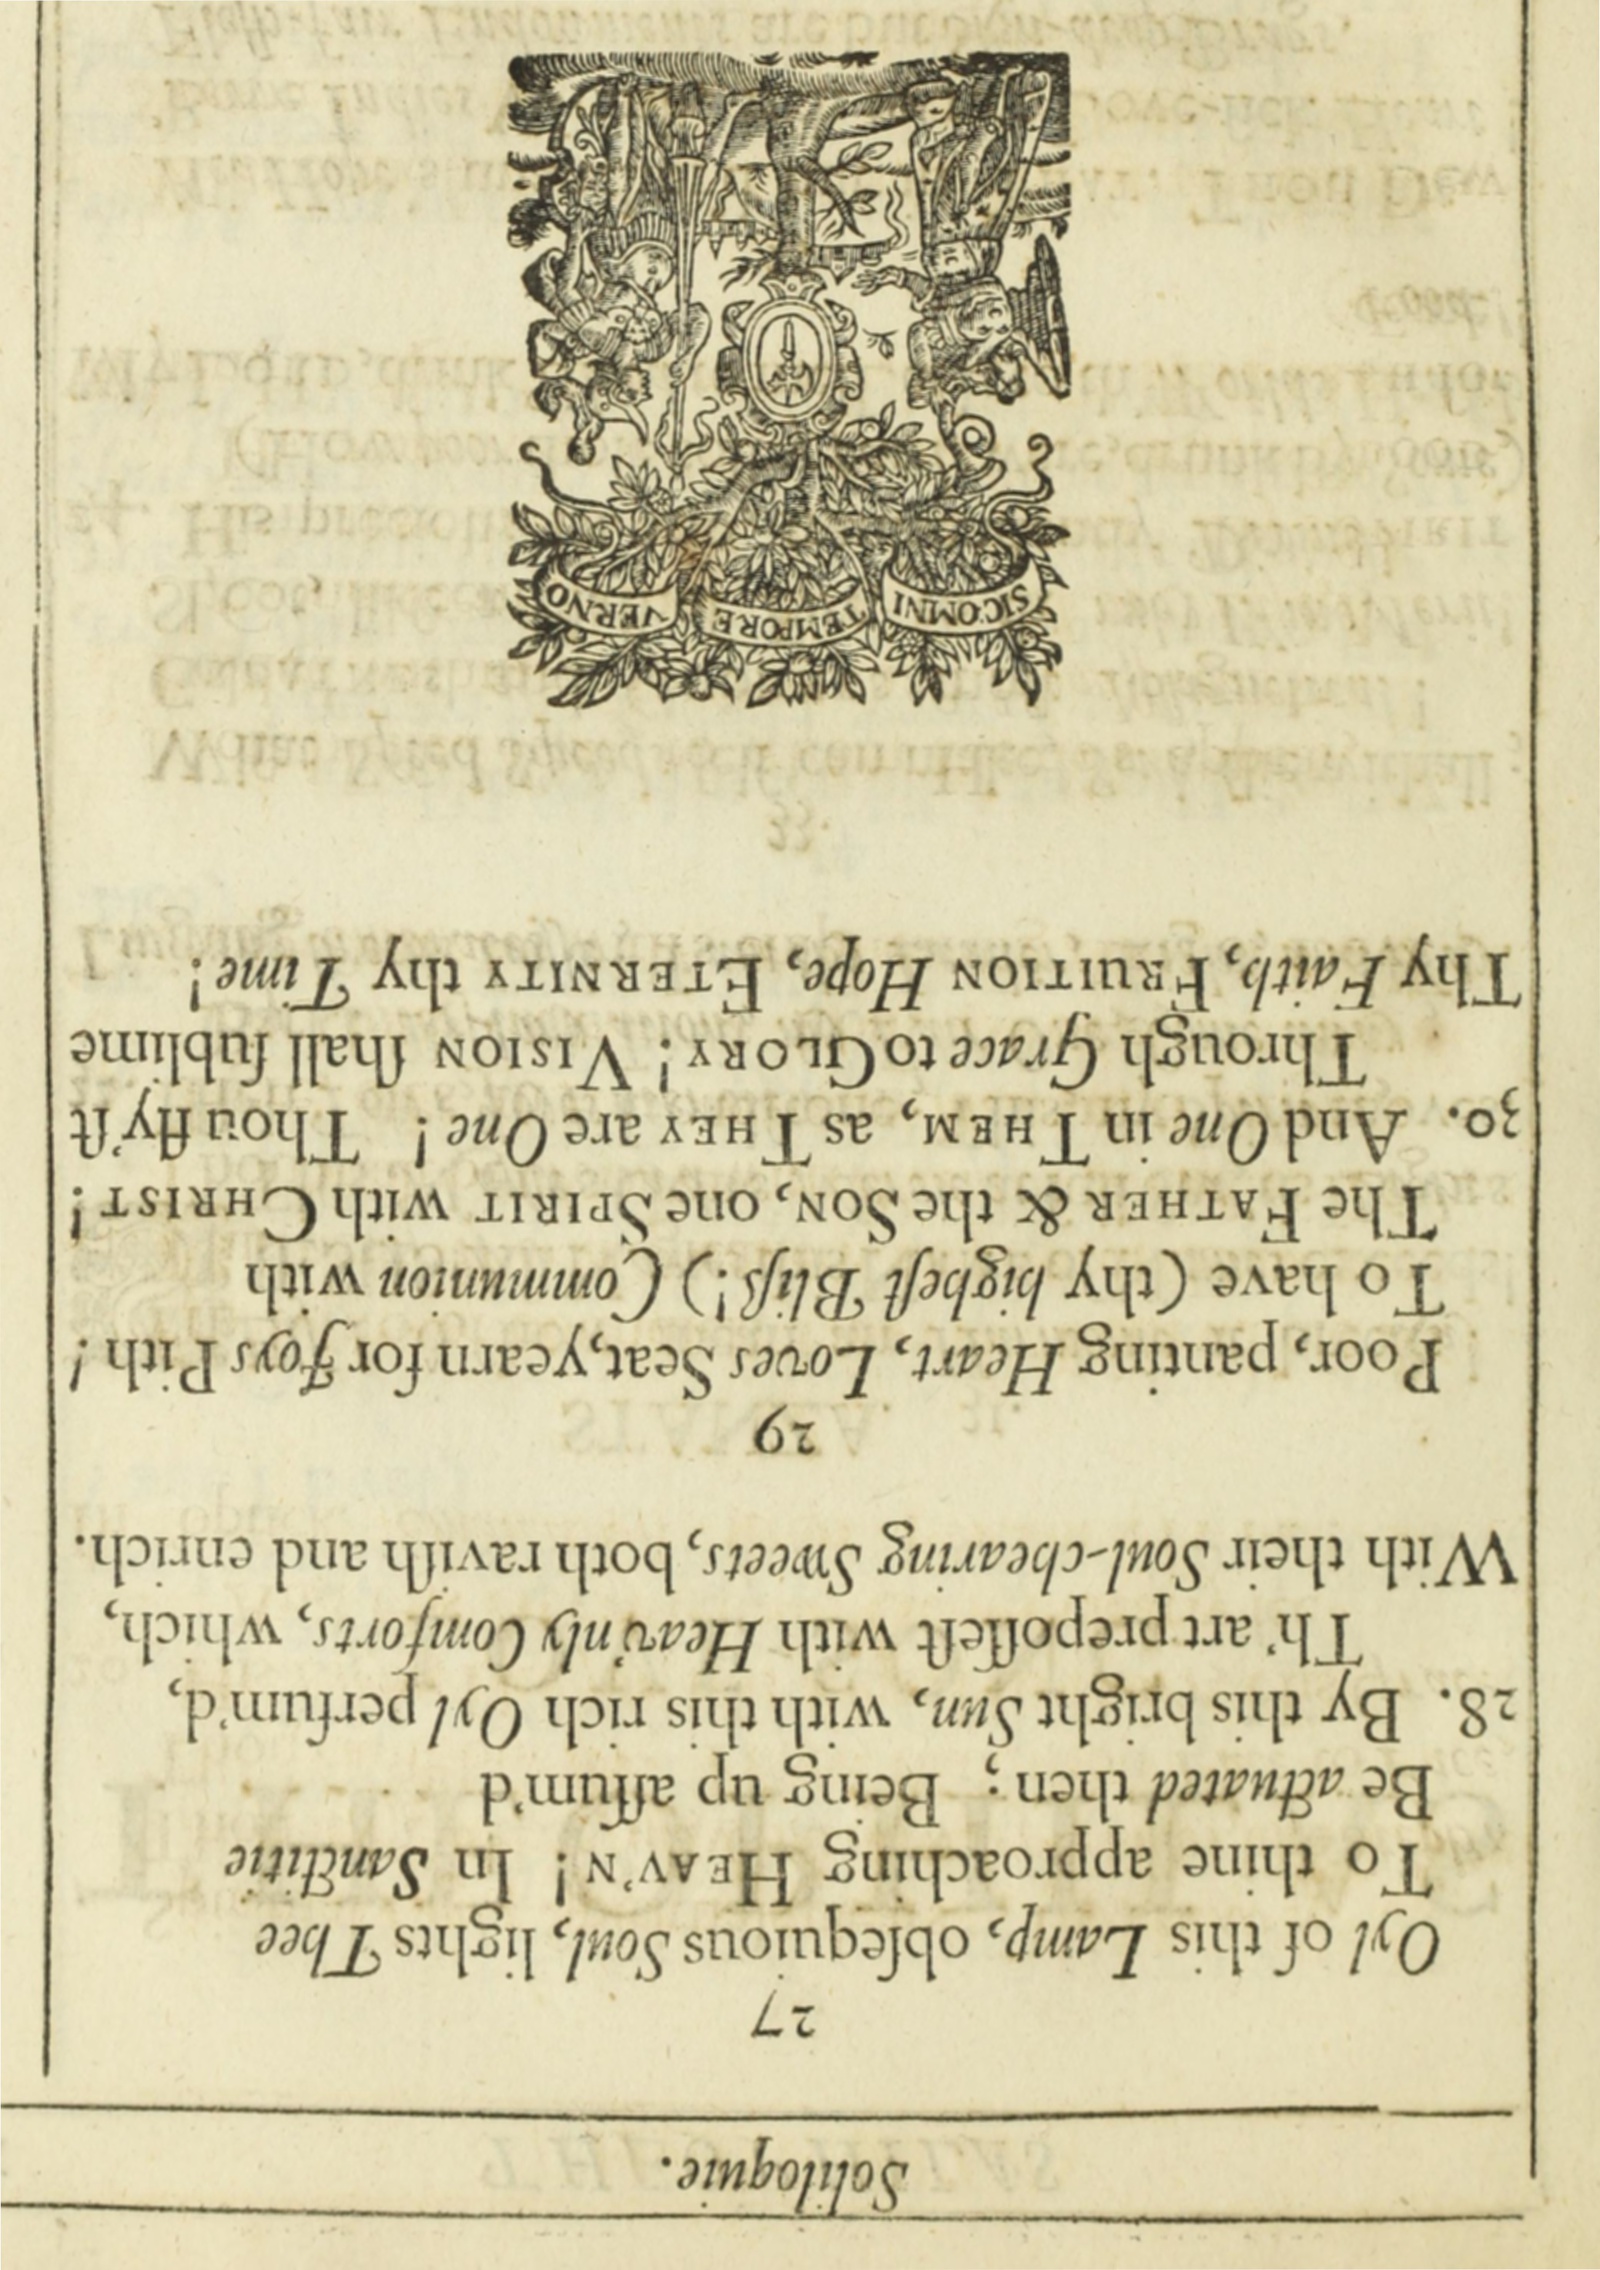 Soliloquie.
27
Oyl of this Lamp, obſequious Soul, lights Thee
To thine approaching HEAV'N! In Sanctitie
Be actuated then; Being up aſſum'd
28. By this bright Sun, with this rich Oyl perfum'd,
Th' art prepoſſeſt with Heav'nly Comforts, which,
With their Soul-chearing Sweets, both raviſh and enrich.
29
Poor, panting Heart, Loves Seat, yearn for Joys Pith!
To have (thy higheſt Bliſs!) Communion with
The FATHER & the SON, one SPIRIT with CHRIST!
30. And One in THEM, as THEY are One! Thou fly'ſt
Through Grace to GLORY! VISION ſhall ſublime
Thy Faith, FRUITION Hope, ETERNITY thy Time!
SICOMNI TEMPORE VERNO